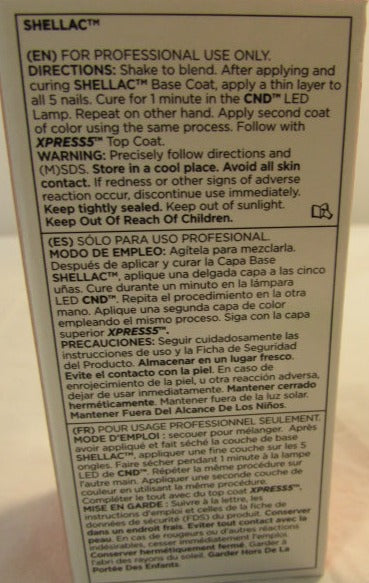 SHELLAC™
(EN) FOR PROFESSIONAL USE ONLY.
DIRECTIONS: Shake to blend. After applying and
curing SHELLAC™ Base Coat, apply a thin layer to
all 5 nails. Cure for 1 minute in the CND™ LED
Lamp. Repeat on other hand. Apply second coat
of color using the same process. Follow with
XPRESS5™ Top Coat.
WARNING: Precisely follow directions and
(M)SDS. Store in a cool place. Avoid all skin
contact. If redness or other signs of adverse
reaction occur, discontinue use immediately.
Keep tightly sealed. Keep out of sunlight.
Keep Out Of Reach Of Children.
(ES) SÓLO PARA USO PROFESIONAL.
MODO DE EMPLEO: Agítela para mezclarla.
Después de aplicar y curar la Capa Base
SHELLAC™, aplique una delgada capa a las cinco
uñas. Cure durante un minuto en la lámpara
LED CND™. Repita el procedimiento en la otra
mano. Aplique una segunda capa de color
empleando el mismo proceso. Siga con la capa
superior XPRESS5™.
PRECAUCIONES: Seguir cuidadosamente las
instrucciones de uso y la Ficha de Seguridad
del Producto. Almacenar en un lugar fresco.
Evite el contacto con la piel. En caso de
enrojecimiento de la piel, u otra reacción adversa,
dejar de usar inmediatamente. Mantener cerrado
herméticamente. Mantener fuera de la luz solar.
Mantener Fuera Del Alcance De Los Niños.
(FR) POUR USAGE PROFESSIONNEL SEULEMENT.
MODE D'EMPLOI : secouer pour mélanger. Après
avoir appliqué et fait séché la couche de base
SHELLAC™, appliquer une fine couche sur les 5
ongles. Faire sécher pendant 1 minute à la lampe
LED de CND™. Répéter la même procédure sur
l'autre main. Appliquer une seconde couche de
couleur en utilisant la même procédure.
Compléter le tout avec du top coat XPRESS5™.
MISE EN GARDE : Suivre à la lettre, les
instructions d'emploi et celles de la fiche de
données de sécurité (FDS) du produit. Conserver
dans un endroit frais. Éviter tout contact avec la
peau. En cas de rougeurs ou d'autres réactions
indésirables, cesser immédiatement l'emploi.
Conserver hermétiquement fermé. Garder à
l'abri des rayons du soleil. Garder Hors De La
Portée Des Enfants